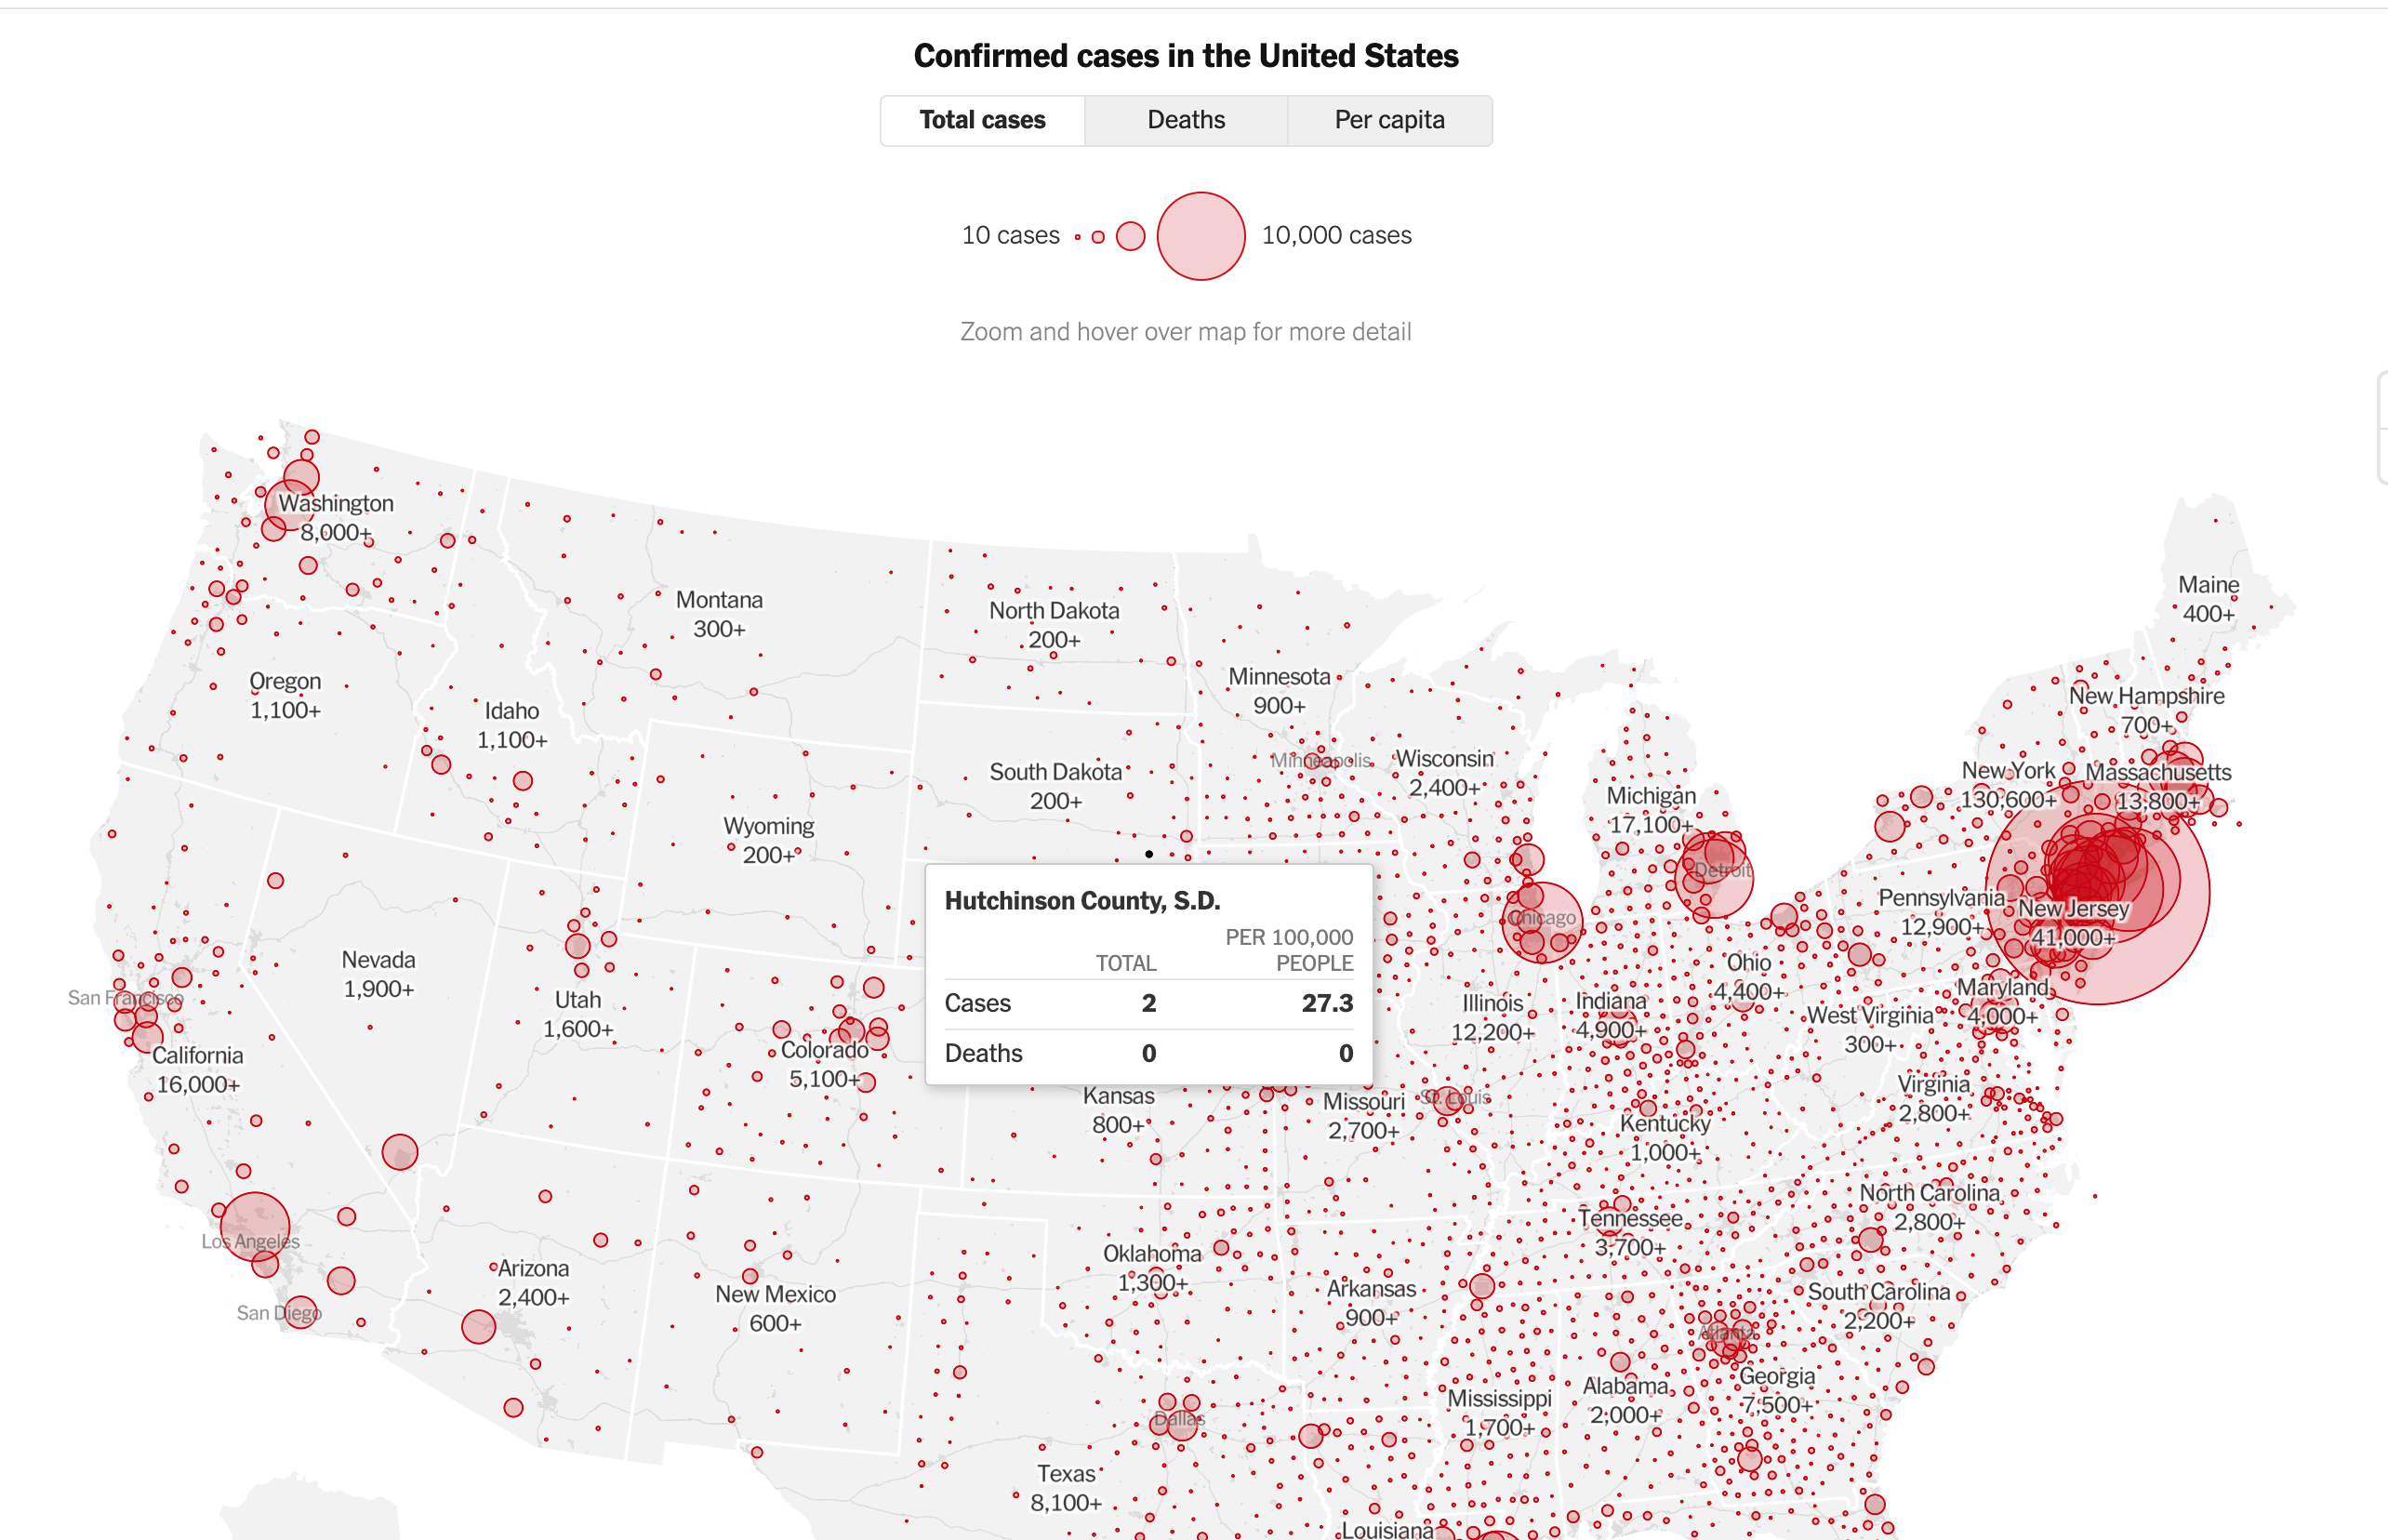 Confirmed cases in the United States
Total cases
Deaths
Per capita
10 cases
10,000 cases
Zoom and hover over map for more detail
Washington
8,000+
Montana
300+
North Dakota
200+
Minnesota
900+
Maine
400+
Oregon
1,100+
Idaho
1,100+
New Hampshire
700+
South Dakota
200+
Minneapolis
Wisconsin
2,400+
Michigan
17,100+
New York
130,600+
Massachusetts
13,800+
Wyoming
200+
Detroit
Hutchinson County, S.D.
TOTAL
PER 100,000
PEOPLE
Cases
2
27.3
Deaths
0
0
Chicago
Pennsylvania
12,900+
New Jersey
41,000+
Nevada
1,900+
San Francisco
Utah
1,600+
Ohio
4,400+
Illinois
12,200+
Indiana
4,900+
Maryland
4,000+
West Virginia
300+
California
16,000+
Colorado
5,100+
Kansas
800+
Missouri
2,700+
St. Louis
Virginia
2,800+
Kentucky
1,000+
Los Angeles
Arizona
2,400+
San Diego
New Mexico
600+
Oklahoma
1,300+
Arkansas
900+
Tennessee
3,700+
North Carolina
2,800+
South Carolina
2,200+
Atlanta
Dallas
Mississippi
1,700+
Alabama
2,000+
Georgia
7,500+
Texas
8,100+
Louisiana